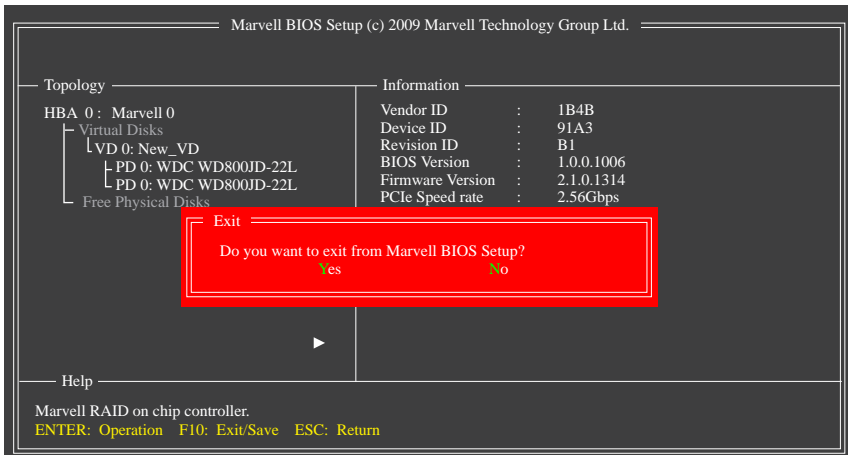 Marvell BIOS Setup (c) 2009 Marvell Technology Group Ltd.
Topology
HBA 0 : Marvell 0
Virtual Disks
VD 0: New_VD
PD 0: WDC WD800JD-22L
PD 0: WDC WD800JD-22L
Free Physical Disks
Information
Vendor ID : 1B4B
Device ID : 91A3
Revision ID : B1
BIOS Version : 1.0.0.1006
Firmware Version : 2.1.0.1314
PCIe Speed rate : 2.56Gbps
Exit
Do you want to exit from Marvell BIOS Setup?
Yes No
Help
Marvell RAID on chip controller.
ENTER: Operation F10: Exit/Save ESC: Return